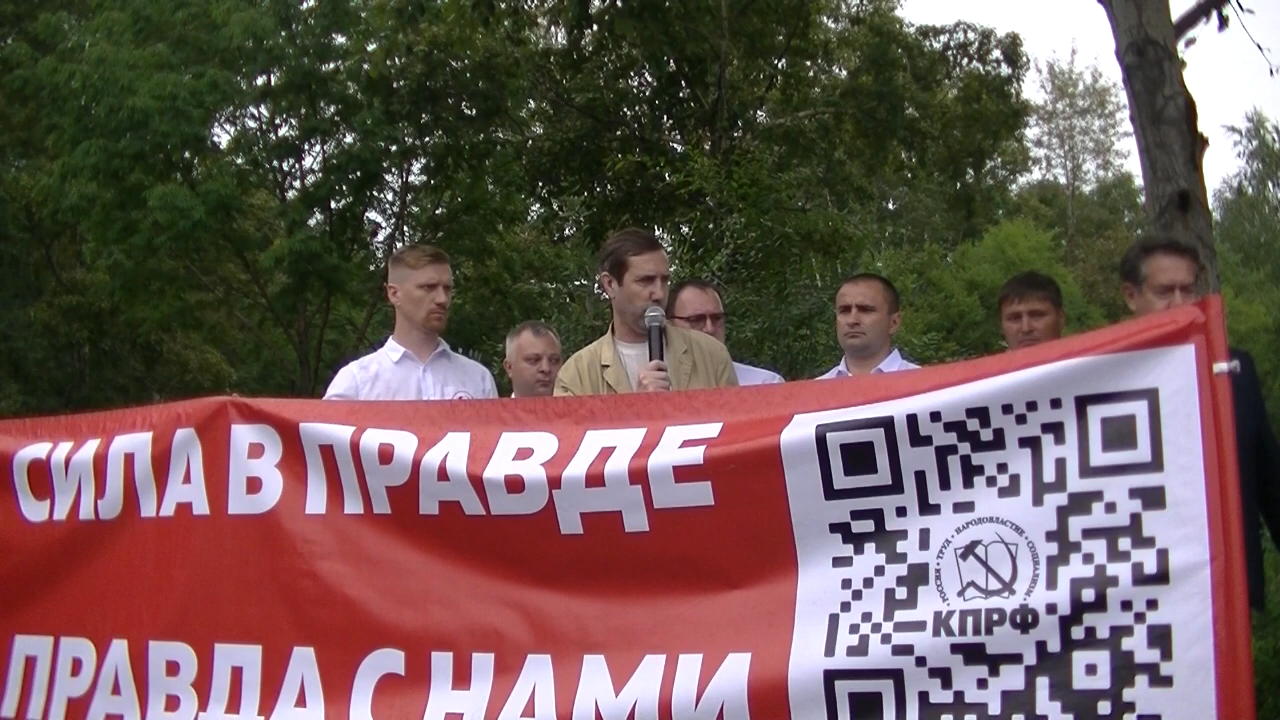 СИЛА В ПРАВДЕ
ПРАВДА С НАМИ
РОССИЯ • ТРУД • НАРОДОВЛАСТИЕ • СОЦИАЛИЗМ •
КПРФ